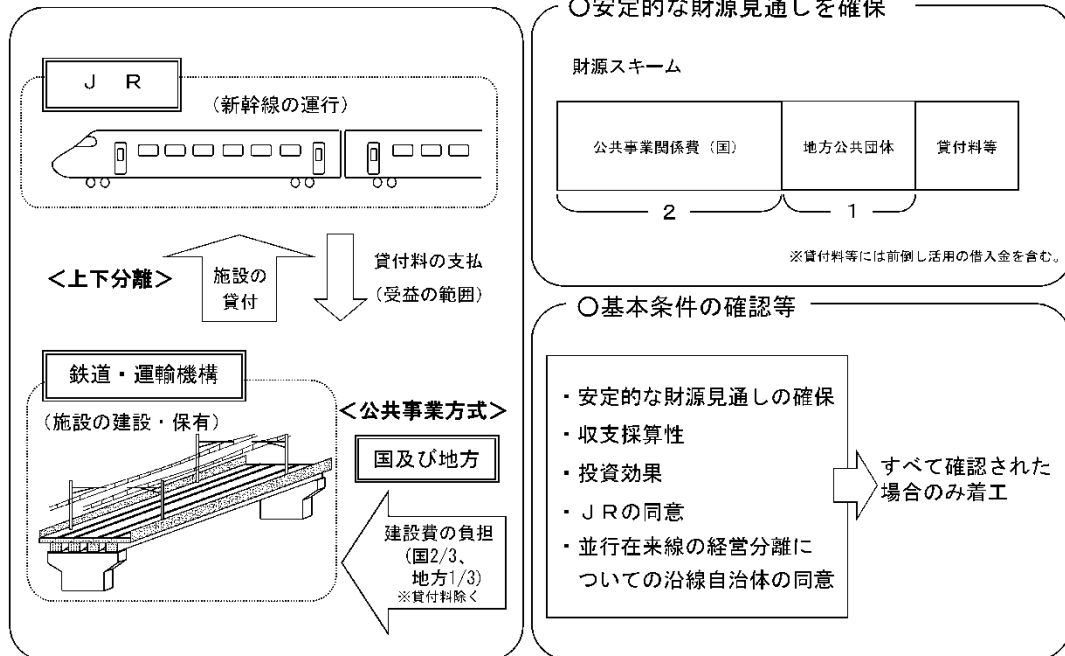 J R
(新幹線の運行)
<上下分離>
施設の
貸付
貸付料の支払
(受益の範囲)
鉄道・運輸機構
(施設の建設・保有)
<公共事業方式>
国及び地方
建設費の負担
(国2/3、
地方1/3)
※貸付料除く
○安定的な財源見通しを確保
財源スキーム
公共事業関係費(国)
地方公共団体
貸付料等
2
1
※貸付料等には前倒し活用の借入金を含む。
○基本条件の確認等
・安定的な財源見通しの確保
・収支採算性
・投資効果
・JRの同意
・並行在来線の経営分離に
ついての沿線自治体の同意
すべて確認された
場合のみ着工